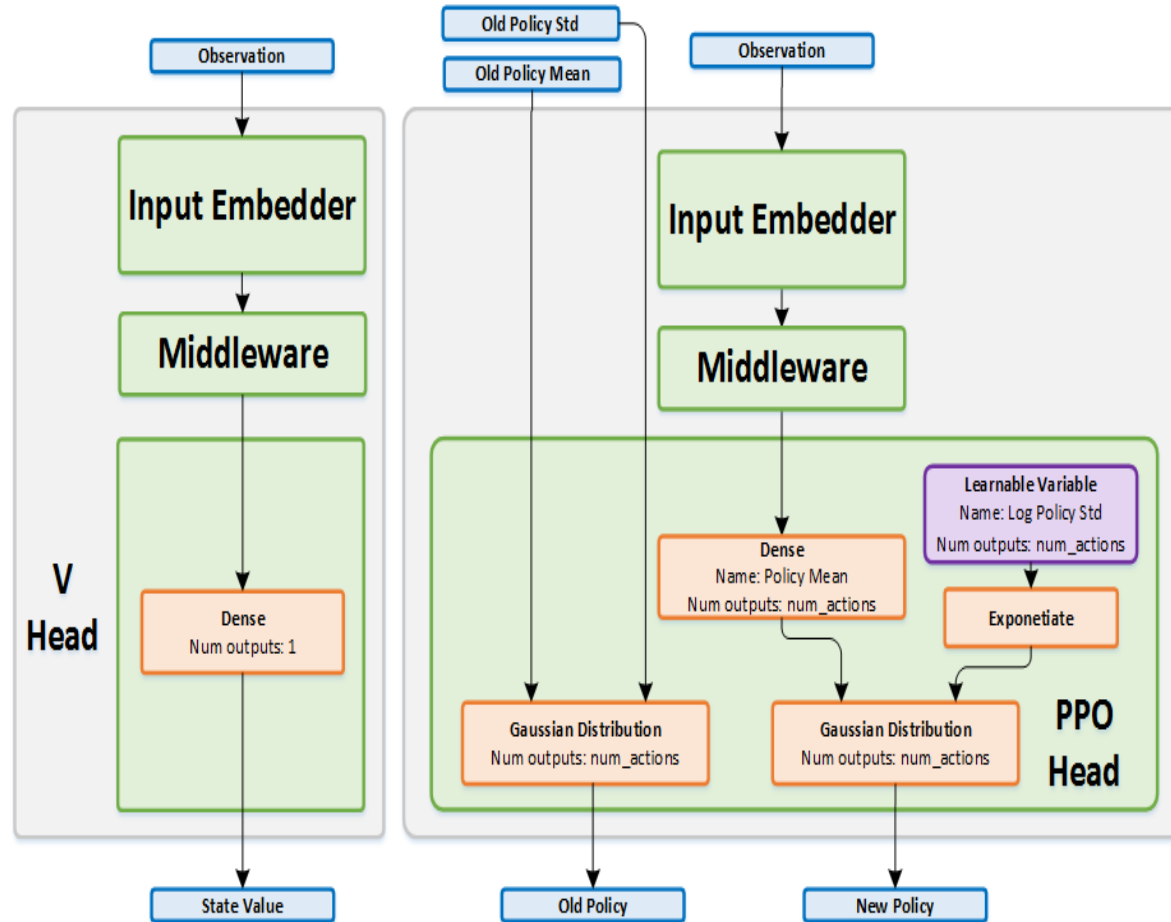 Observation
Input Embedder
Middleware
V
Head
Dense
Num outputs: 1
State Value
Old Policy Std
Old Policy Mean
Observation
Input Embedder
Middleware
Learnable Variable
Name: Log Policy Std
Num outputs: num_actions
Dense
Name: Policy Mean
Num outputs: num_actions
Exponetiate
Gaussian Distribution
Num outputs: num_actions
Gaussian Distribution
Num outputs: num_actions
PPO
Head
Old Policy
New Policy